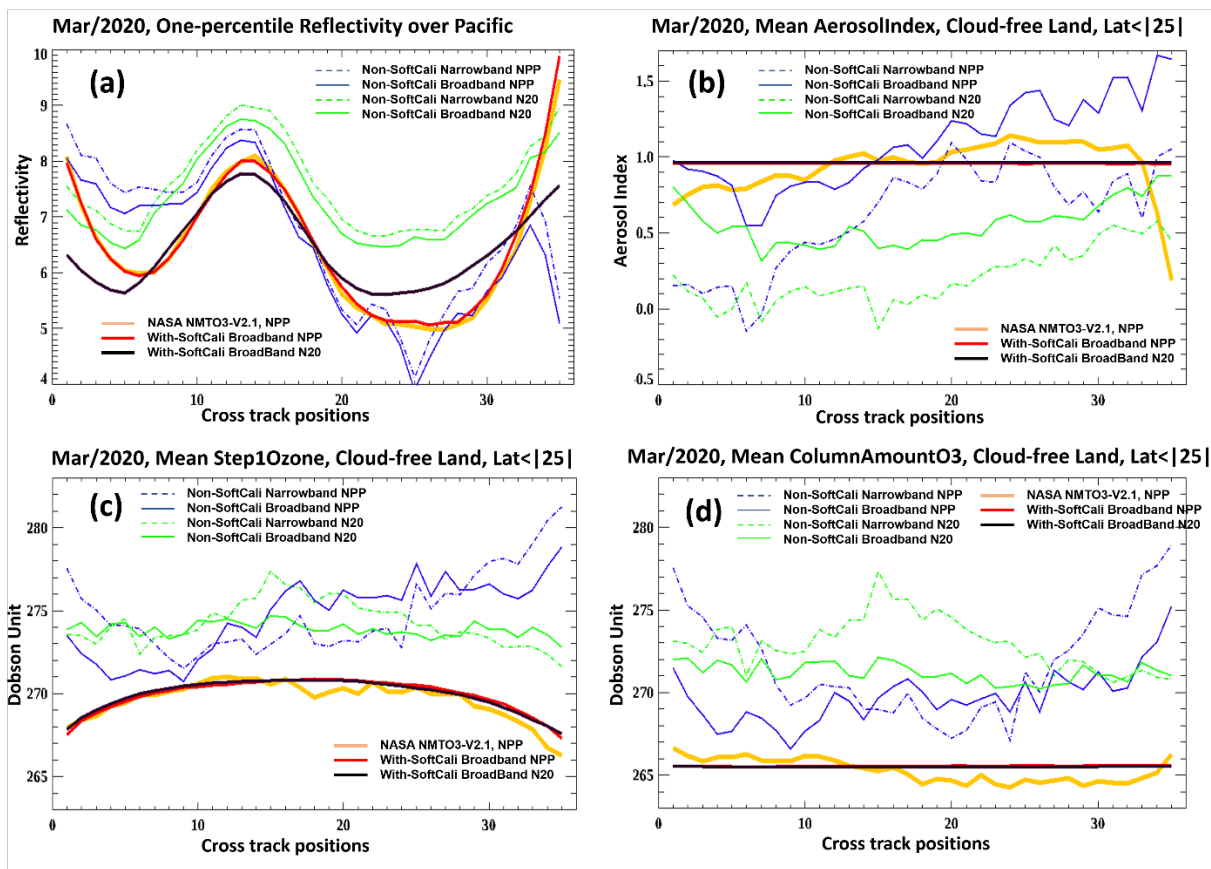 Mar/2020, One-percentile Reflectivity over Pacific
(a)
Non-SoftCali Narrowband NPP
Non-SoftCali Broadband NPP
Non-SoftCali Narrowband N20
Non-SoftCali Broadband N20
10
9
8
7
6
5
4
Reflectivity
NASA NMTO3-V2.1, NPP
With-SoftCali Broadband NPP
With-SoftCali BroadBand N20
0
10
20
30
Cross track positions
Mar/2020, Mean AerosolIndex, Cloud-free Land, Lat<|25|
(b)
Non-SoftCali Narrowband NPP
Non-SoftCali Broadband NPP
Non-SoftCali Narrowband N20
Non-SoftCali Broadband N20
1.5
1.0
0.5
0.0
0.5
Aerosol Index
NASA NMTO3-V2.1, NPP
With-SoftCali Broadband NPP
With-SoftCali BroadBand N20
0
10
20
30
Cross track positions
Mar/2020, Mean Step1Ozone, Cloud-free Land, Lat<|25|
(c)
Non-SoftCali Narrowband NPP
Non-SoftCali Broadband NPP
Non-SoftCali Narrowband N20
Non-SoftCali Broadband N20
280
275
270
265
Dobson Unit
NASA NMTO3-V2.1, NPP
With-SoftCali Broadband NPP
With-SoftCali BroadBand N20
0
10
20
30
Cross track positions
Mar/2020, Mean ColumnAmountO3, Cloud-free Land, Lat<|25|
(d)
Non-SoftCali Narrowband NPP
Non-SoftCali Broadband NPP
Non-SoftCali Narrowband N20
Non-SoftCali Broadband N20
NASA NMTO3-V2.1, NPP
With-SoftCali Broadband NPP
With-SoftCali BroadBand N20
280
275
270
265
Dobson Unit
0
10
20
30
Cross track positions